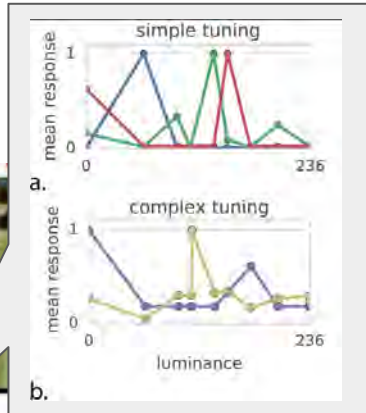 simple tuning
1
mean response
0
0 236
a.
complex tuning
1
mean response
0
0 236
luminance
b.